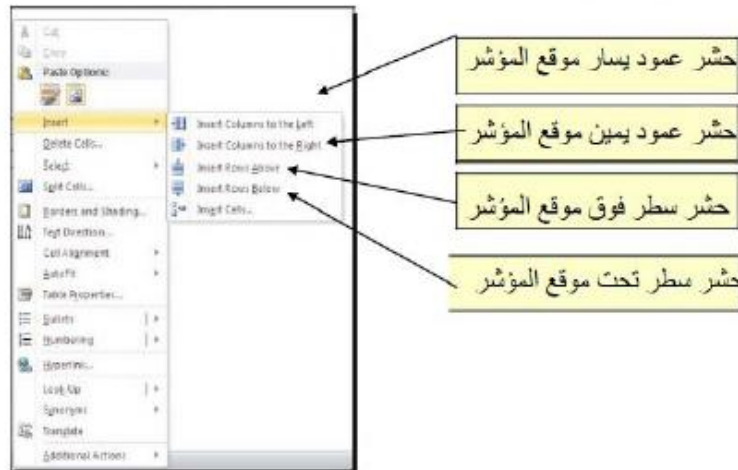 Cut
Copy
Paste Options:
Insert
Delete Cells...
Select
Split Cells...
Borders and Shading...
Text Direction...
Cell Alignment
AutoFit
Table Properties...
Bullets
Numbering
Hyperlink...
Look Up
Synonyms
Translate
Additional Actions
Insert Columns to the Left
Insert Columns to the Right
Insert Rows Above
Insert Rows Below
Insert Cells...
حشر عمود يسار موقع المؤشر
حشر عمود يمين موقع المؤشر
حشر سطر فوق موقع المؤشر
حشر سطر تحت موقع المؤشر